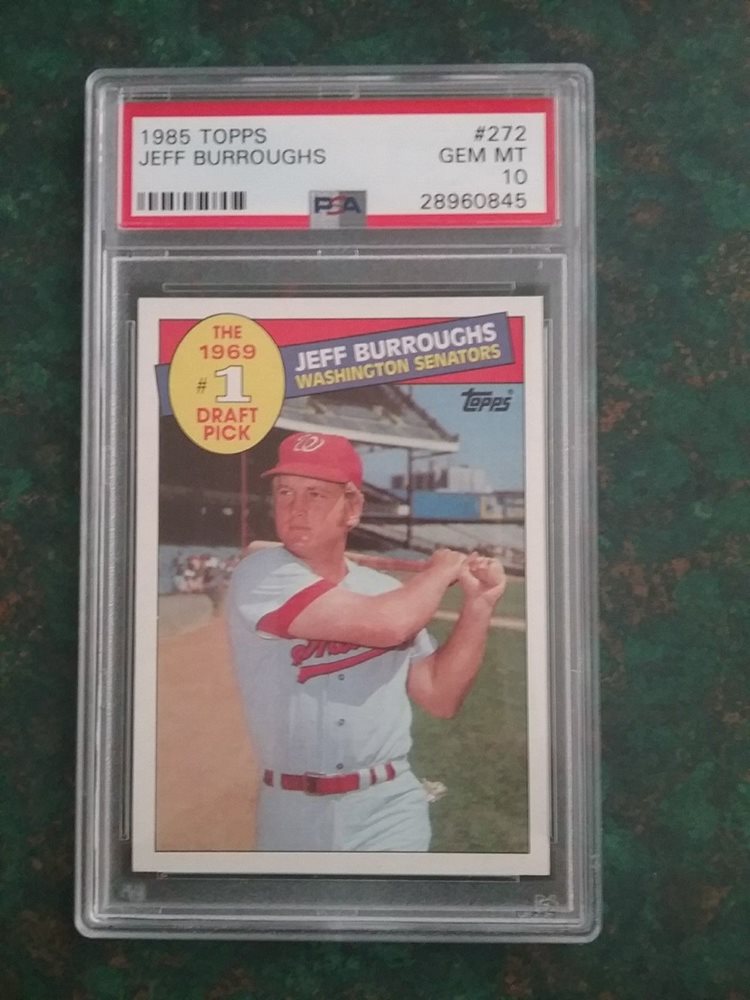 1985 TOPPS #272
JEFF BURROUGHS GEM MT
10
PSA 28960845
THE
1969
#1
DRAFT
PICK
JEFF BURROUGHS
WASHINGTON SENATORS
topps®
W